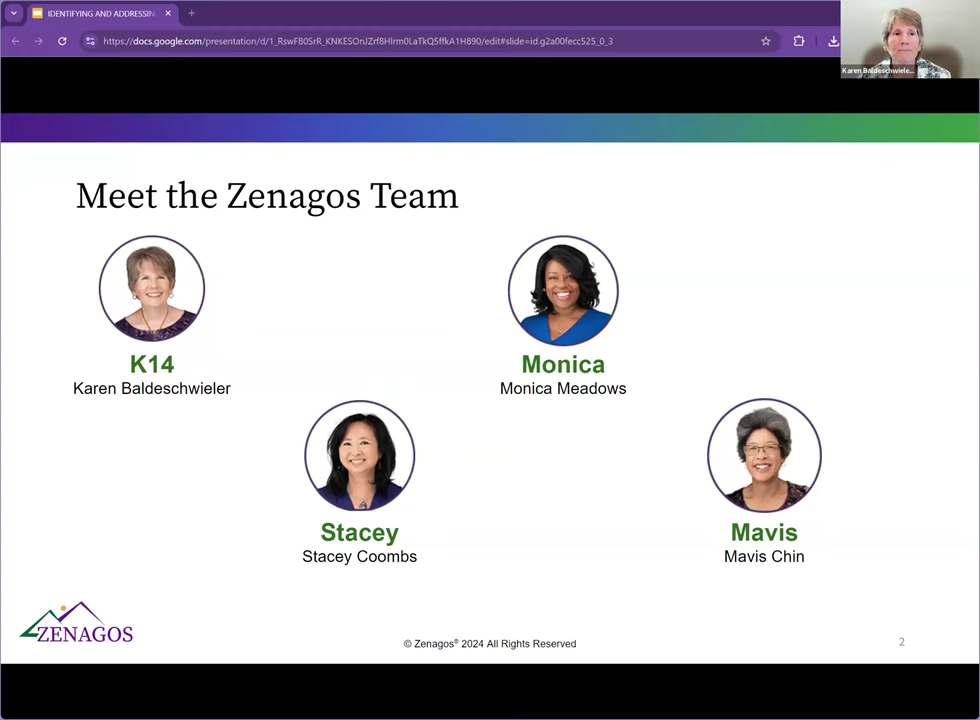 IDENTIFYING AND ADDRESSIN
https://docs.google.com/presentation/d/1_RswFB0SrR_KNKESOnJZrf8Hlrm0LaTkQ5ffkA1H890/edit#slide=id.g2a00fecc525_0_3
Karen Baldeschwiele...
Meet the Zenagos Team
K14
Karen Baldeschwieler
Monica
Monica Meadows
Stacey
Stacey Coombs
Mavis
Mavis Chin
ZENAGOS
© Zenagos® 2024 All Rights Reserved
2